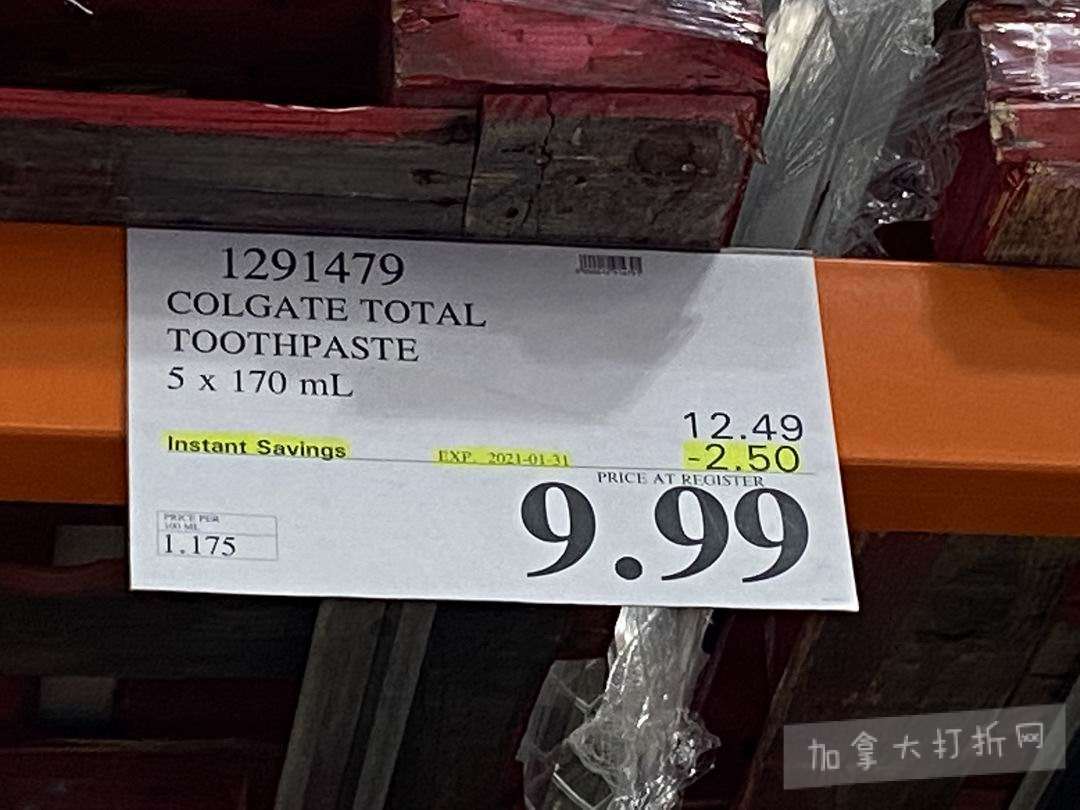 1291479
COLGATE TOTAL
TOOTHPASTE
5 x 170 mL
12.49
Instant Savings EXP. 2021-01-31 -2.50
PRICE AT REGISTER
9.99
PRICE PER
100 ML
1.175
加拿大打折网